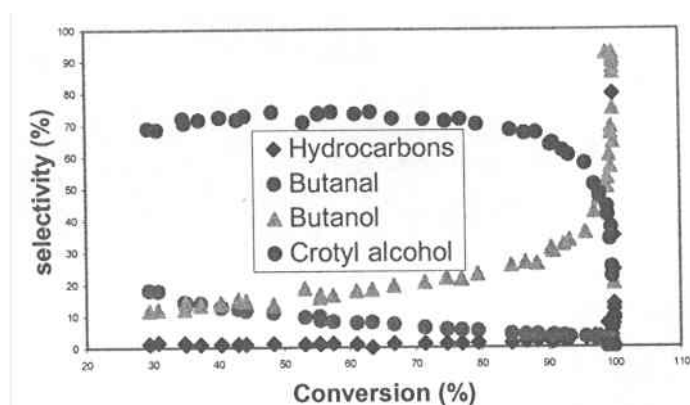 100
90
80
70
60
50
40
30
20
10
0
selectivity (%)
Hydrocarbons
Butanal
Butanol
Crotyl alcohol
20 30 40 50 60 70 80 90 100 110
Conversion (%)